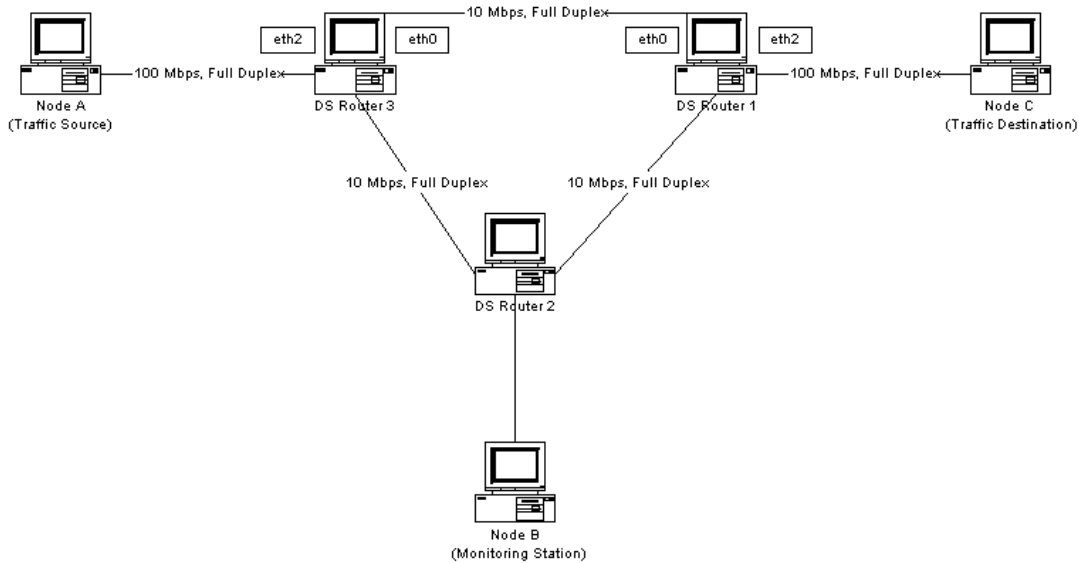 10 Mbps, Full Duplex
eth2
eth0
eth0
eth2
100 Mbps, Full Duplex
100 Mbps, Full Duplex
Node A
(Traffic Source)
DS Router 3
DS Router 1
Node C
(Traffic Destination)
10 Mbps, Full Duplex
10 Mbps, Full Duplex
DS Router 2
Node B
(Monitoring Station)